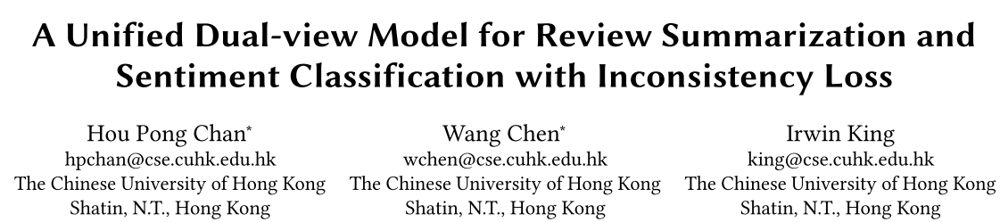 A Unified Dual-view Model for Review Summarization and
Sentiment Classification with Inconsistency Loss
Hou Pong Chan*
hpchan@cse.cuhk.edu.hk
The Chinese University of Hong Kong
Shatin, N.T., Hong Kong
Wang Chen*
wchen@cse.cuhk.edu.hk
The Chinese University of Hong Kong
Shatin, N.T., Hong Kong
Irwin King
king@cse.cuhk.edu.hk
The Chinese University of Hong Kong
Shatin, N.T., Hong Kong